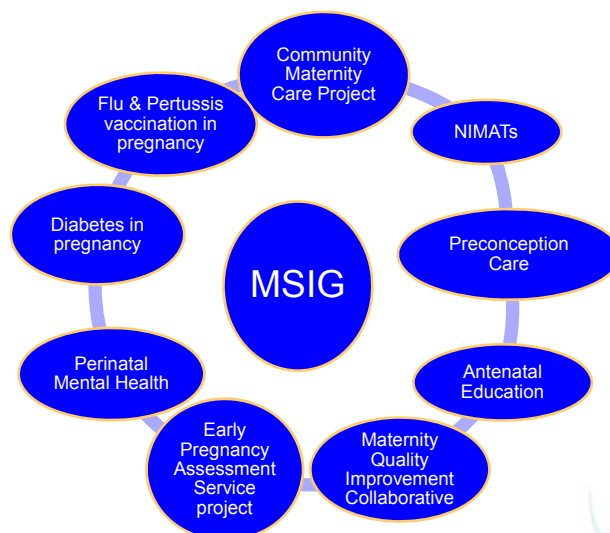 Community
Maternity
Care Project
NIMATs
Preconception
Care
Antenatal
Education
Maternity
Quality
Improvement
Collaborative
Early
Pregnancy
Assessment
Service
project
Perinatal
Mental Health
Diabetes in
pregnancy
Flu & Pertussis
vaccination in
pregnancy
MSIG